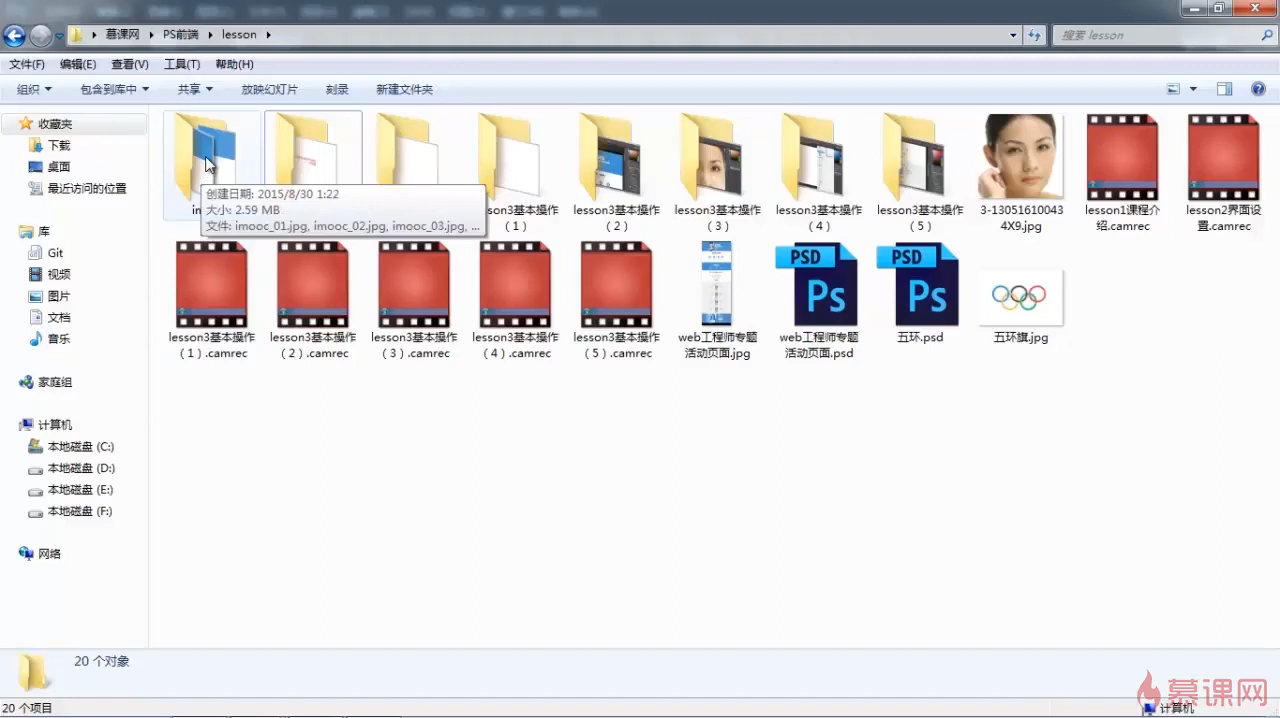 慕课网
PS前端
lesson
搜索 lesson
文件(F)
编辑(E)
查看(V)
工具(T)
帮助(H)
组织
包含到库中
共享
放映幻灯片
刻录
新建文件夹
收藏夹
下载
桌面
最近访问的位置
库
Git
视频
图片
文档
音乐
家庭组
计算机
本地磁盘 (C:)
本地磁盘 (D:)
本地磁盘 (E:)
本地磁盘 (F:)
网络
创建日期: 2015/8/30 1:22
大小: 2.59 MB
文件: imooc_01.jpg, imooc_02.jpg, imooc_03.jpg, ...
son3基本操作
（1）
lesson3基本操作
（2）
lesson3基本操作
（3）
lesson3基本操作
（4）
lesson3基本操作
（5）
3-13051610043
4X9.jpg
lesson1课程介
绍.camrec
lesson2界面设
置.camrec
lesson3基本操作
（1）.camrec
lesson3基本操作
（2）.camrec
lesson3基本操作
（3）.camrec
lesson3基本操作
（4）.camrec
lesson3基本操作
（5）.camrec
web工程师专题
活动页面.jpg
PSD
Ps
web工程师专题
活动页面.psd
PSD
Ps
五环.psd
五环旗.jpg
20 个对象
20 个项目
计算机
慕课网